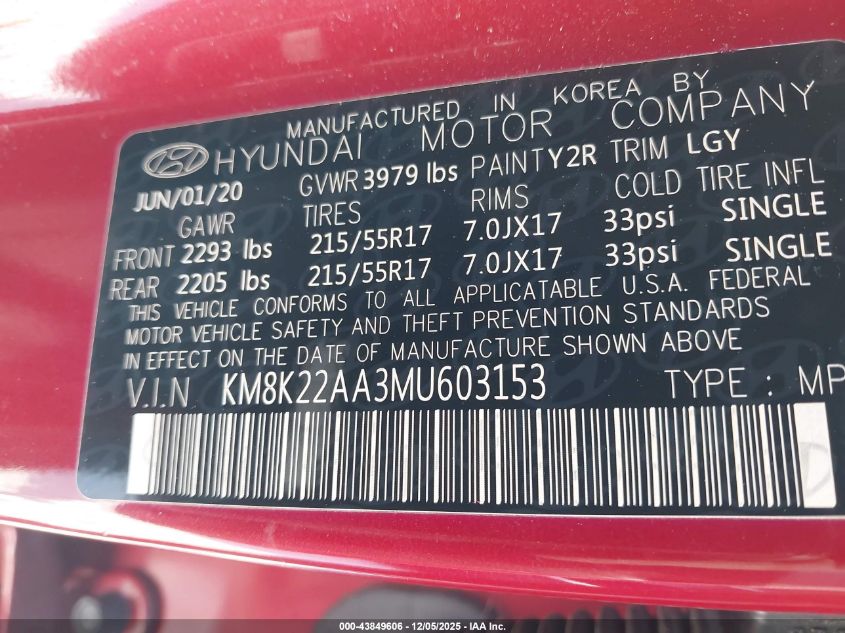 MANUFACTURED IN KOREA BY
HYUNDAI MOTOR COMPANY
JUN/01/20 GVWR 3979 lbs PAINT Y2R TRIM LGY
GAWR TIRES RIMS COLD TIRE INFL
FRONT 2293 lbs 215/55R17 7.0JX17 33psi SINGLE
REAR 2205 lbs 215/55R17 7.0JX17 33psi SINGLE
THIS VEHICLE CONFORMS TO ALL APPLICATABLE U.S.A. FEDERAL
MOTOR VEHICLE SAFETY AND THEFT PREVENTION STANDARDS
IN EFFECT ON THE DATE OF MANUFACTURE SHOWN ABOVE
V.I.N KM8K22AA3MU603153 TYPE : MP
000-43849606 - 12/05/2025 - IAA Inc.